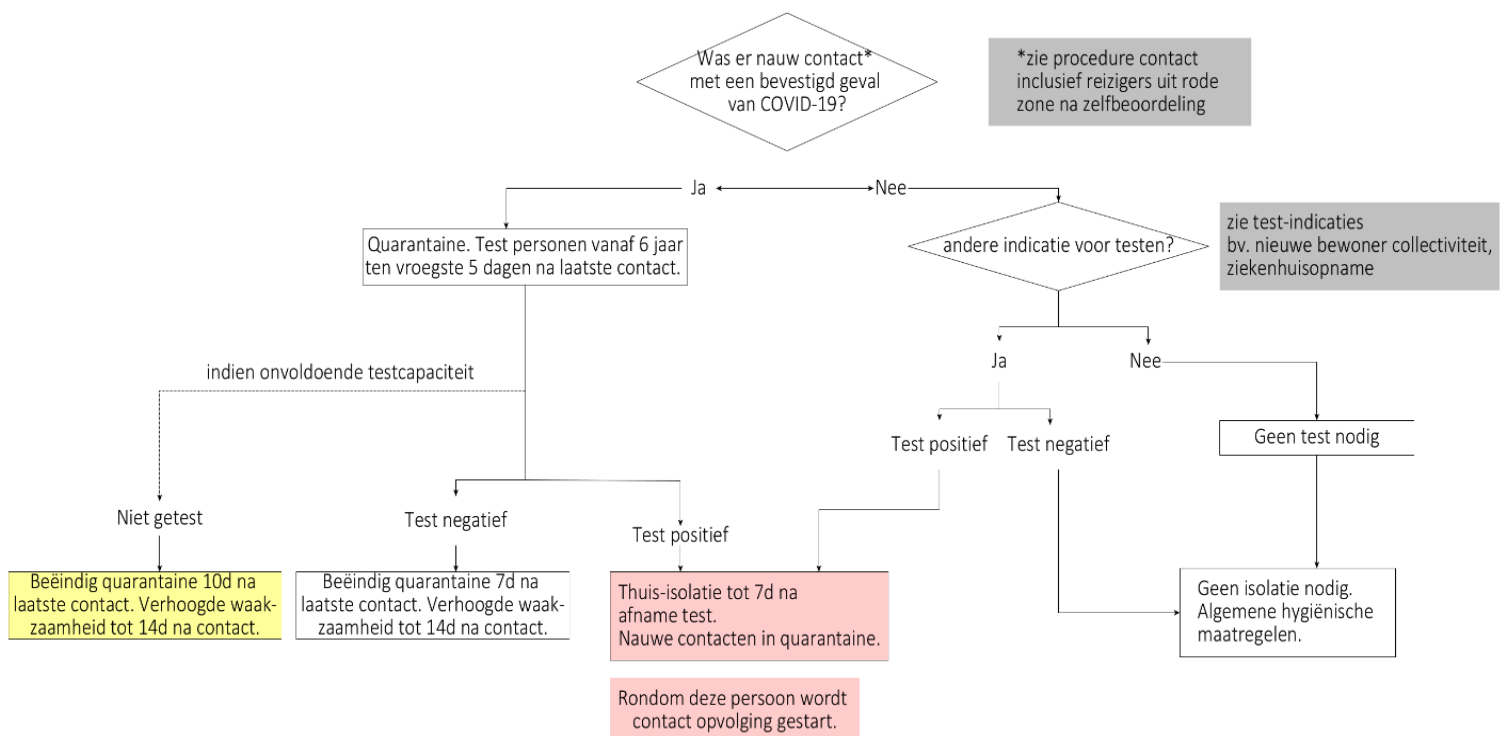 Was er nauw contact*
met een bevestigd geval
van COVID-19?
*zie procedure contact
inclusief reizigers uit rode
zone na zelfbeoordeling
Ja
Nee
Quarantaine. Test personen vanaf 6 jaar
ten vroegste 5 dagen na laatste contact.
andere indicatie voor testen?
zie test-indicaties
bv. nieuwe bewoner collectiviteit,
ziekenhuisopname
indien onvoldoende testcapaciteit
Ja
Nee
Test positief
Test negatief
Geen test nodig
Niet getest
Test negatief
Test positief
Beëindig quarantaine 10d na
laatste contact. Verhoogde waak-
zaamheid tot 14d na contact.
Beëindig quarantaine 7d na
laatste contact. Verhoogde waak-
zaamheid tot 14d na contact.
Thuis-isolatie tot 7d na
afname test.
Nauwe contacten in quarantaine.
Geen isolatie nodig.
Algemene hygiënische
maatregelen.
Rondom deze persoon wordt
contact opvolging gestart.